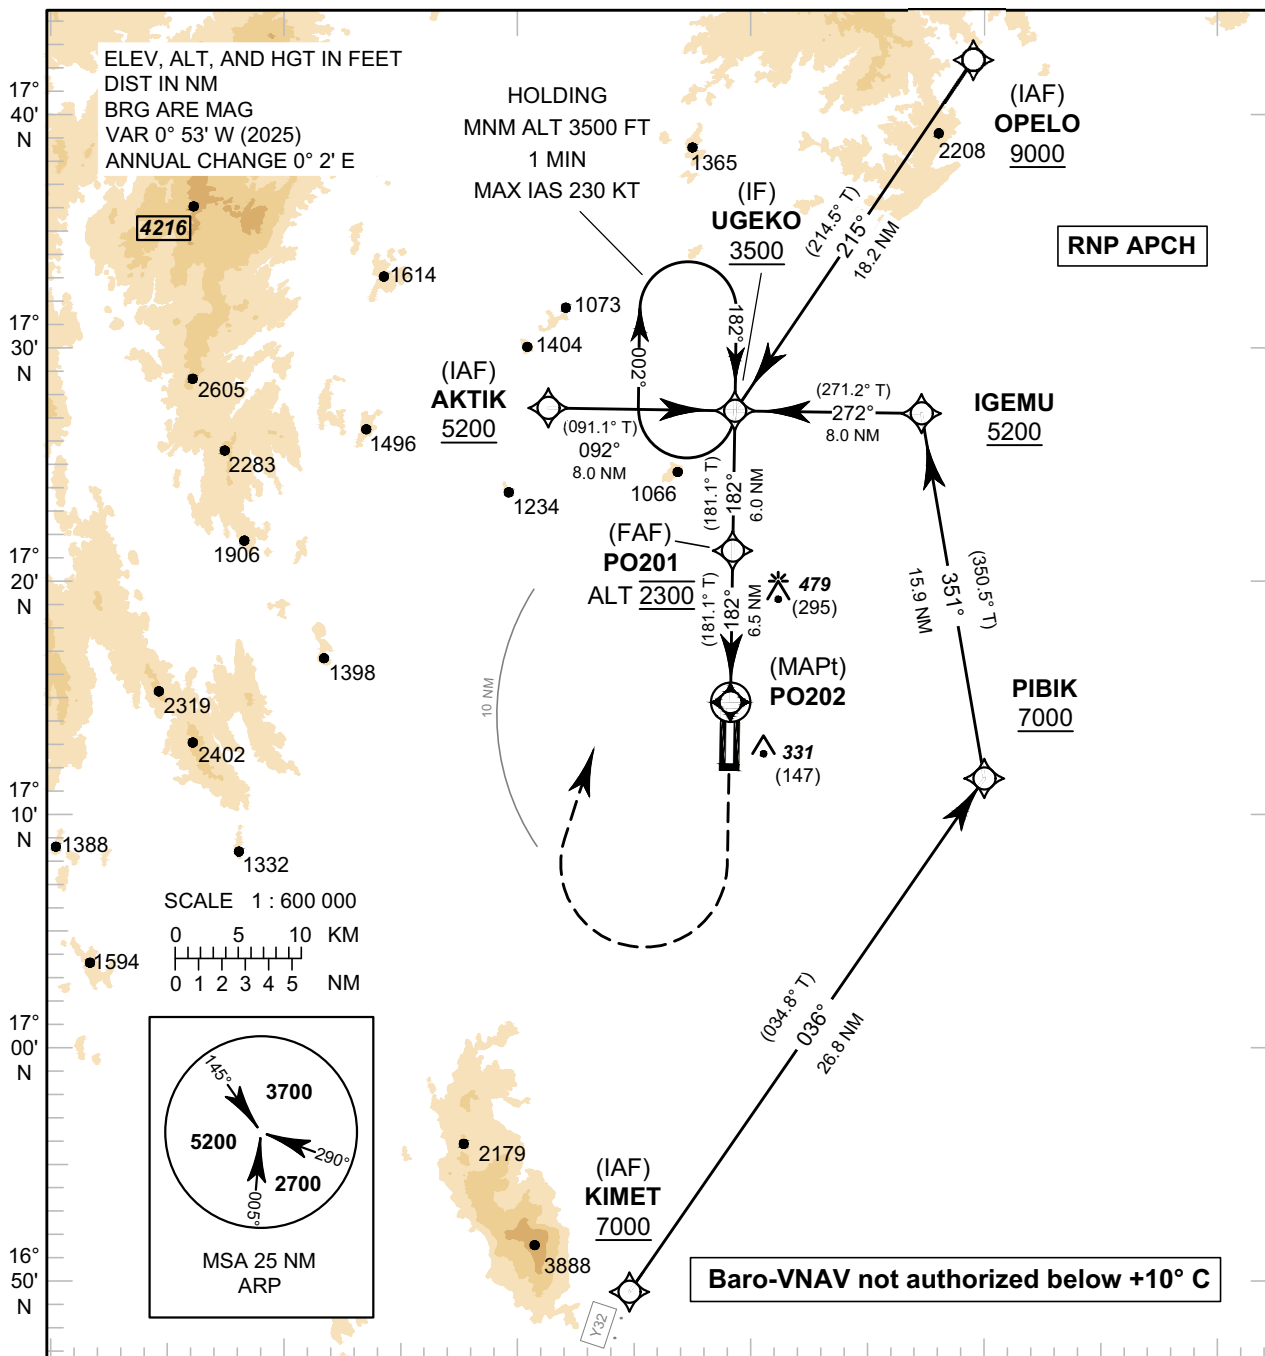 ELEV, ALT, AND HGT IN FEET
DIST IN NM
BRG ARE MAG
VAR 0° 53' W (2025)
ANNUAL CHANGE 0° 2' E
17°
40'
N
HOLDING
MNM ALT 3500 FT
1 MIN
MAX IAS 230 KT
1365
(IAF)
OPELO
9000
2208
(IF)
UGEKO
3500
(214.5° T)
215°
18.2 NM
RNP APCH
4216
1614
17°
30'
N
1073
1404
182°
002°
2605
(IAF)
AKTIK
5200
(091.1° T)
092°
8.0 NM
(271.2° T)
272°
8.0 NM
IGEMU
5200
1496
2283
1234
1066
(181.1° T)
182°
6.0 NM
1906
17°
20'
N
(FAF)
PO201
ALT 2300
(181.1° T)
182°
6.5 NM
479
(295)
(350.5° T)
351°
15.9 NM
1398
2319
10 NM
(MAPt)
PO202
PIBIK
7000
2402
331
(147)
17°
10'
N
1388
1332
SCALE 1 : 600 000
0 5 10 KM
0 1 2 3 4 5 NM
1594
17°
00'
N
(034.8° T)
036°
26.8 NM
145°
3700
5200
290°
2700
005°
MSA 25 NM
ARP
2179
(IAF)
KIMET
7000
3888
16°
50'
N
Y32
Baro-VNAV not authorized below +10° C